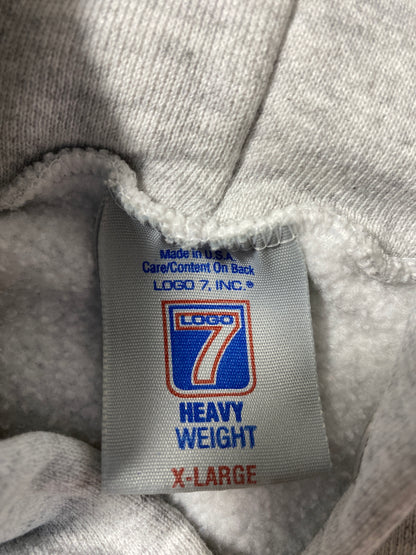 Made in U.S.A.
Care/Content On Back
LOGO 7, INC.®
LOGO
7
HEAVY
WEIGHT
X-LARGE